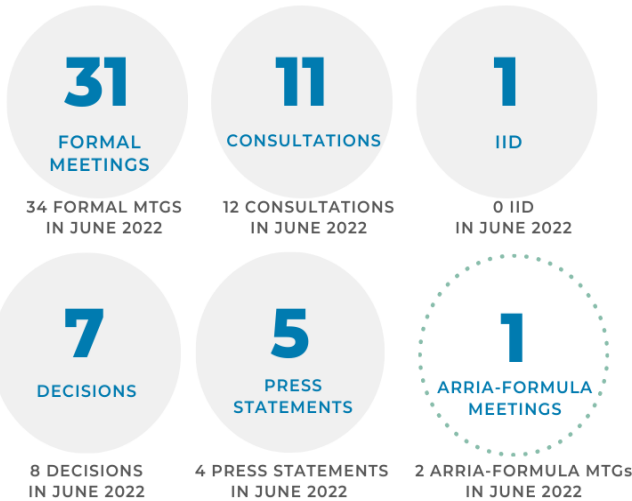 31
FORMAL
MEETINGS
34 FORMAL MTGS
IN JUNE 2022
11
CONSULTATIONS
12 CONSULTATIONS
IN JUNE 2022
1
IID
0 IID
IN JUNE 2022
7
DECISIONS
8 DECISIONS
IN JUNE 2022
5
PRESS
STATEMENTS
4 PRESS STATEMENTS
IN JUNE 2022
1
ARRIA-FORMULA
MEETINGS
2 ARRIA-FORMULA MTGs
IN JUNE 2022